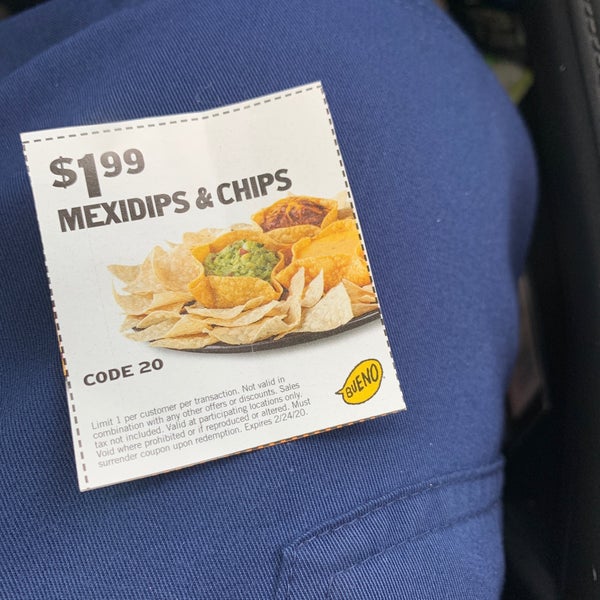 $1.99
MEXIDIPS & CHIPS
CODE 20
BUENO
Limit 1 per customer per transaction. Not valid in
combination with any other offers or discounts. Sales
tax not included. Valid at participating locations only.
Void where prohibited or if reproduced or altered. Must
surrender coupon upon redemption. Expires 2/24/20.